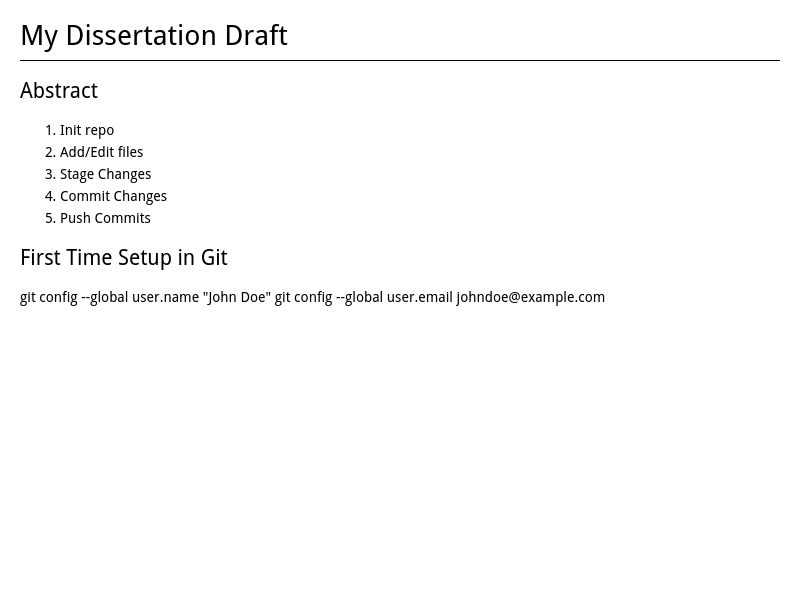 My Dissertation Draft
Abstract
1. Init repo
2. Add/Edit files
3. Stage Changes
4. Commit Changes
5. Push Commits
First Time Setup in Git
git config --global user.name "John Doe" git config --global user.email johndoe@example.com